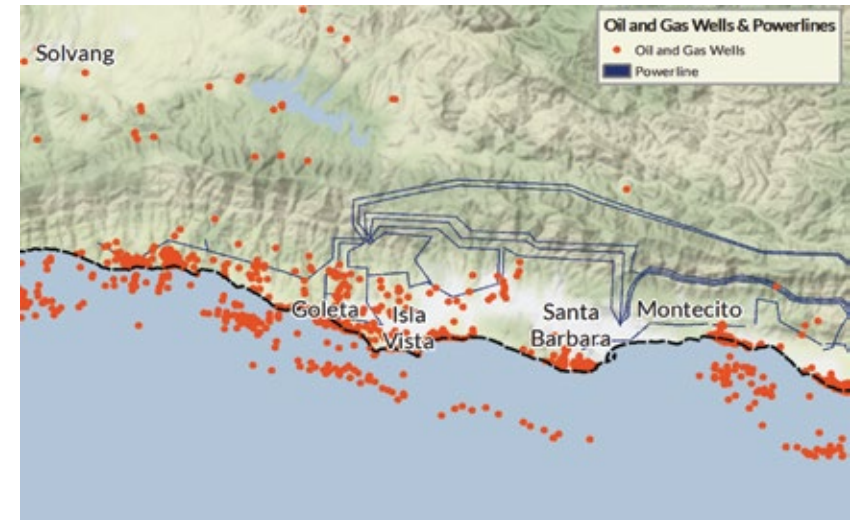 Oil and Gas Wells & Powerlines
Oil and Gas Wells
Powerline
Solvang
Goleta
Isla
Vista
Santa
Barbara
Montecito